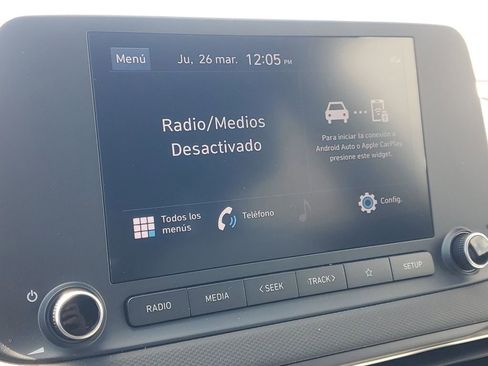 Menú
Ju, 26 mar. 12:05 PM
Radio/Medios
Desactivado
Para iniciar la conexión a
Android Auto o Apple CarPlay
presione este widget.
Todos los
menús
Teléfono
Config.
RADIO
MEDIA
< SEEK
TRACK >
SETUP